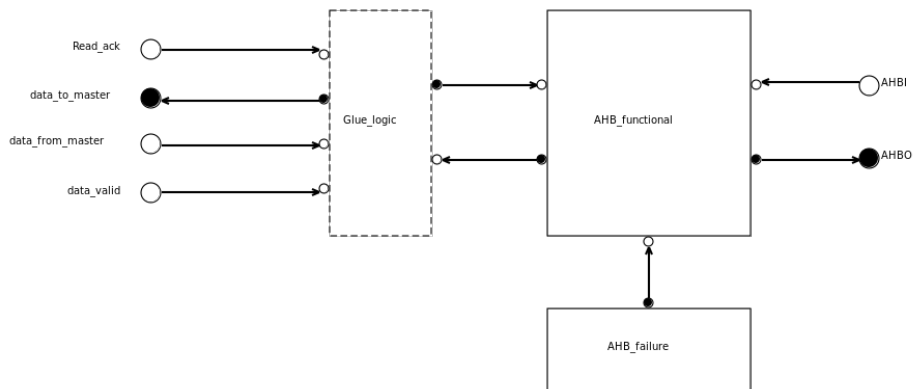 Read_ack
data_to_master
data_from_master
data_valid
Glue_logic
AHB_functional
AHBI
AHBO
AHB_failure